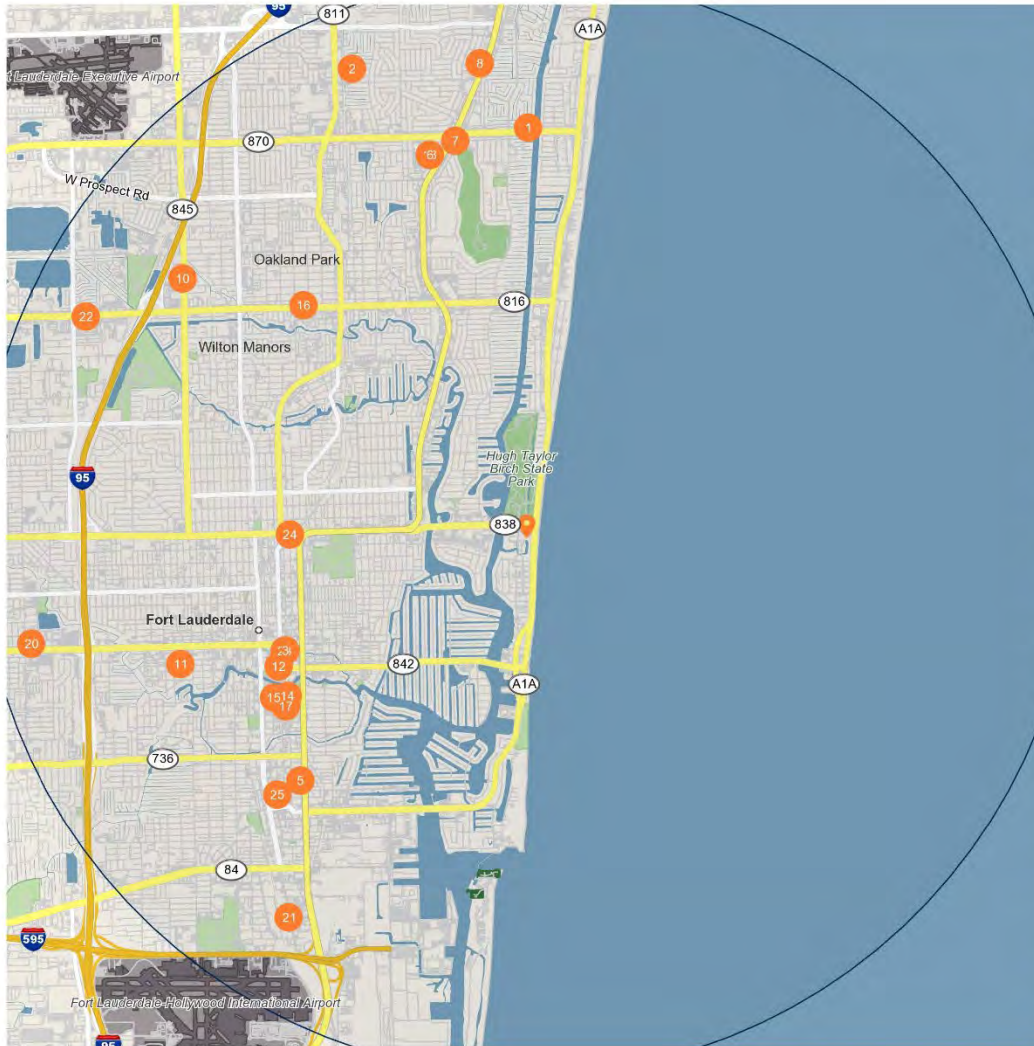 95
811
A1A
2
8
t Lauderdale Executive Airport
1
870
7
W Prospect Rd
845
Oakland Park
10
16
816
22
Wilton Manors
Hugh Taylor
Birch State
Park
95
838
24
Fort Lauderdale
20
11
12
842
15
14
A1A
17
736
5
25
84
21
595
Fort Lauderdale-Hollywood International Airport
95